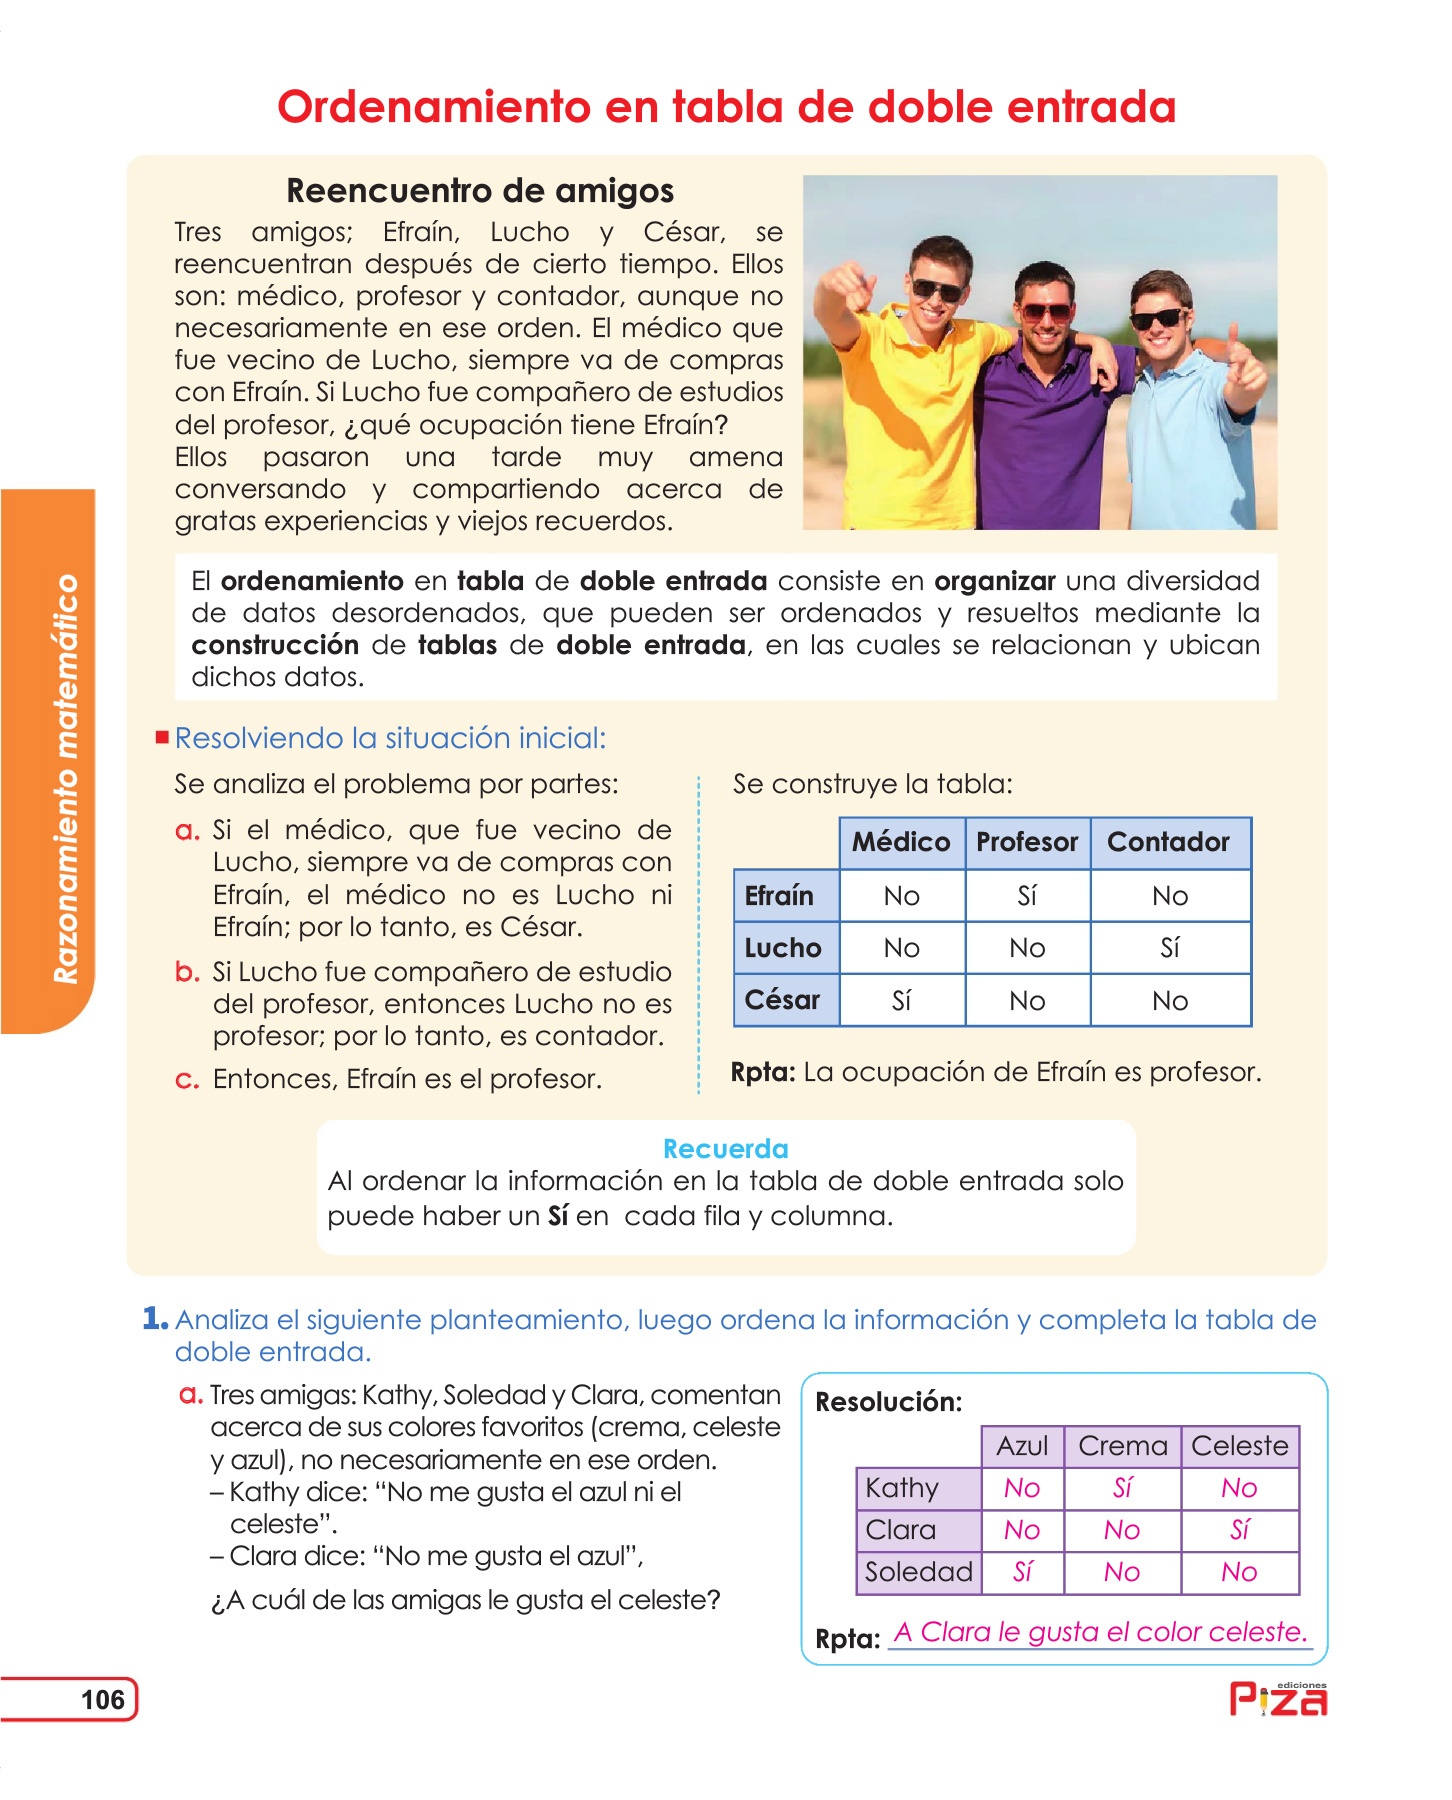 Ordenamiento en tabla de doble entrada
Reencuentro de amigos
Tres amigos; Efraín, Lucho y César, se
reencuentran después de cierto tiempo. Ellos
son: médico, profesor y contador, aunque no
necesariamente en ese orden. El médico que
fue vecino de Lucho, siempre va de compras
con Efraín. Si Lucho fue compañero de estudios
del profesor, ¿qué ocupación tiene Efraín?
Ellos pasaron una tarde muy amena
conversando y compartiendo acerca de
gratas experiencias y viejos recuerdos.
El ordenamiento en tabla de doble entrada consiste en organizar una diversidad
de datos desordenados, que pueden ser ordenados y resueltos mediante la
construcción de tablas de doble entrada, en las cuales se relacionan y ubican
dichos datos.
Razonamiento matemático
Resolviendo la situación inicial:
Se analiza el problema por partes:
a. Si el médico, que fue vecino de
Lucho, siempre va de compras con
Efraín, el médico no es Lucho ni
Efraín; por lo tanto, es César.
b. Si Lucho fue compañero de estudio
del profesor, entonces Lucho no es
profesor; por lo tanto, es contador.
c. Entonces, Efraín es el profesor.
Se construye la tabla:
Médico Profesor Contador
Efraín No Sí No
Lucho No No Sí
César Sí No No
Rpta: La ocupación de Efraín es profesor.
Recuerda
Al ordenar la información en la tabla de doble entrada solo
puede haber un Sí en cada fila y columna.
1. Analiza el siguiente planteamiento, luego ordena la información y completa la tabla de
doble entrada.
a. Tres amigas: Kathy, Soledad y Clara, comentan
acerca de sus colores favoritos (crema, celeste
y azul), no necesariamente en ese orden.
– Kathy dice: “No me gusta el azul ni el
celeste”.
– Clara dice: “No me gusta el azul”,
¿A cuál de las amigas le gusta el celeste?
Resolución:
Azul Crema Celeste
Kathy No Sí No
Clara No No Sí
Soledad Sí No No
Rpta: A Clara le gusta el color celeste.
106
ediciones
Piza